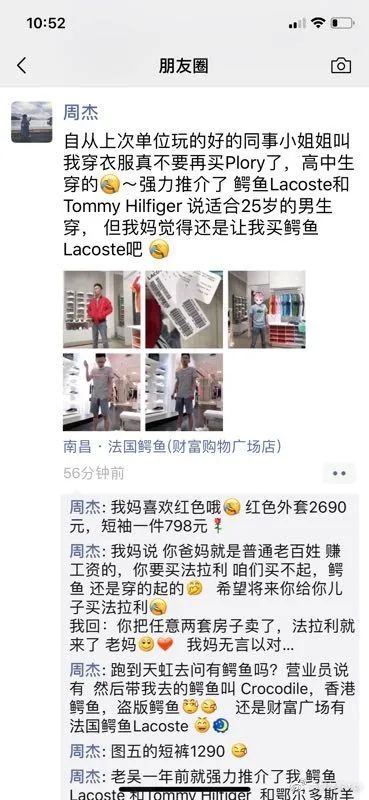 10:52
朋友圈
周杰
自从上次单位玩的好的同事小姐姐叫
我穿衣服真不要再买Plory了，高中生
穿的～强力推介了 鳄鱼Lacoste和
Tommy Hilfiger 说适合25岁的男生
穿， 但我妈觉得还是让我买鳄鱼
Lacoste吧
南昌·法国鳄鱼(财富购物广场店)
56分钟前
周杰: 我妈喜欢红色哦 红色外套2690
元，短袖一件798元
周杰: 我妈说 你爸妈就是普通老百姓 赚
工资的，你要买法拉利 咱们买不起，鳄
鱼 还是穿的起的 希望将来你给你儿
子买法拉利
我回: 你把任意两套房子卖了，法拉利就
来了 老妈 我妈无言以对...
周杰: 跑到天虹去问有鳄鱼吗？营业员说
有 然后带我去的鳄鱼叫 Crocodile，香港
鳄鱼，盗版鳄鱼 还是财富广场有
法国鳄鱼Lacoste
周杰: 图五的短裤1290
周杰: 老吴一年前就强力推介了我 鳄鱼
Lacoste 和Tommy Hilfiger 和鄂尔多斯羊